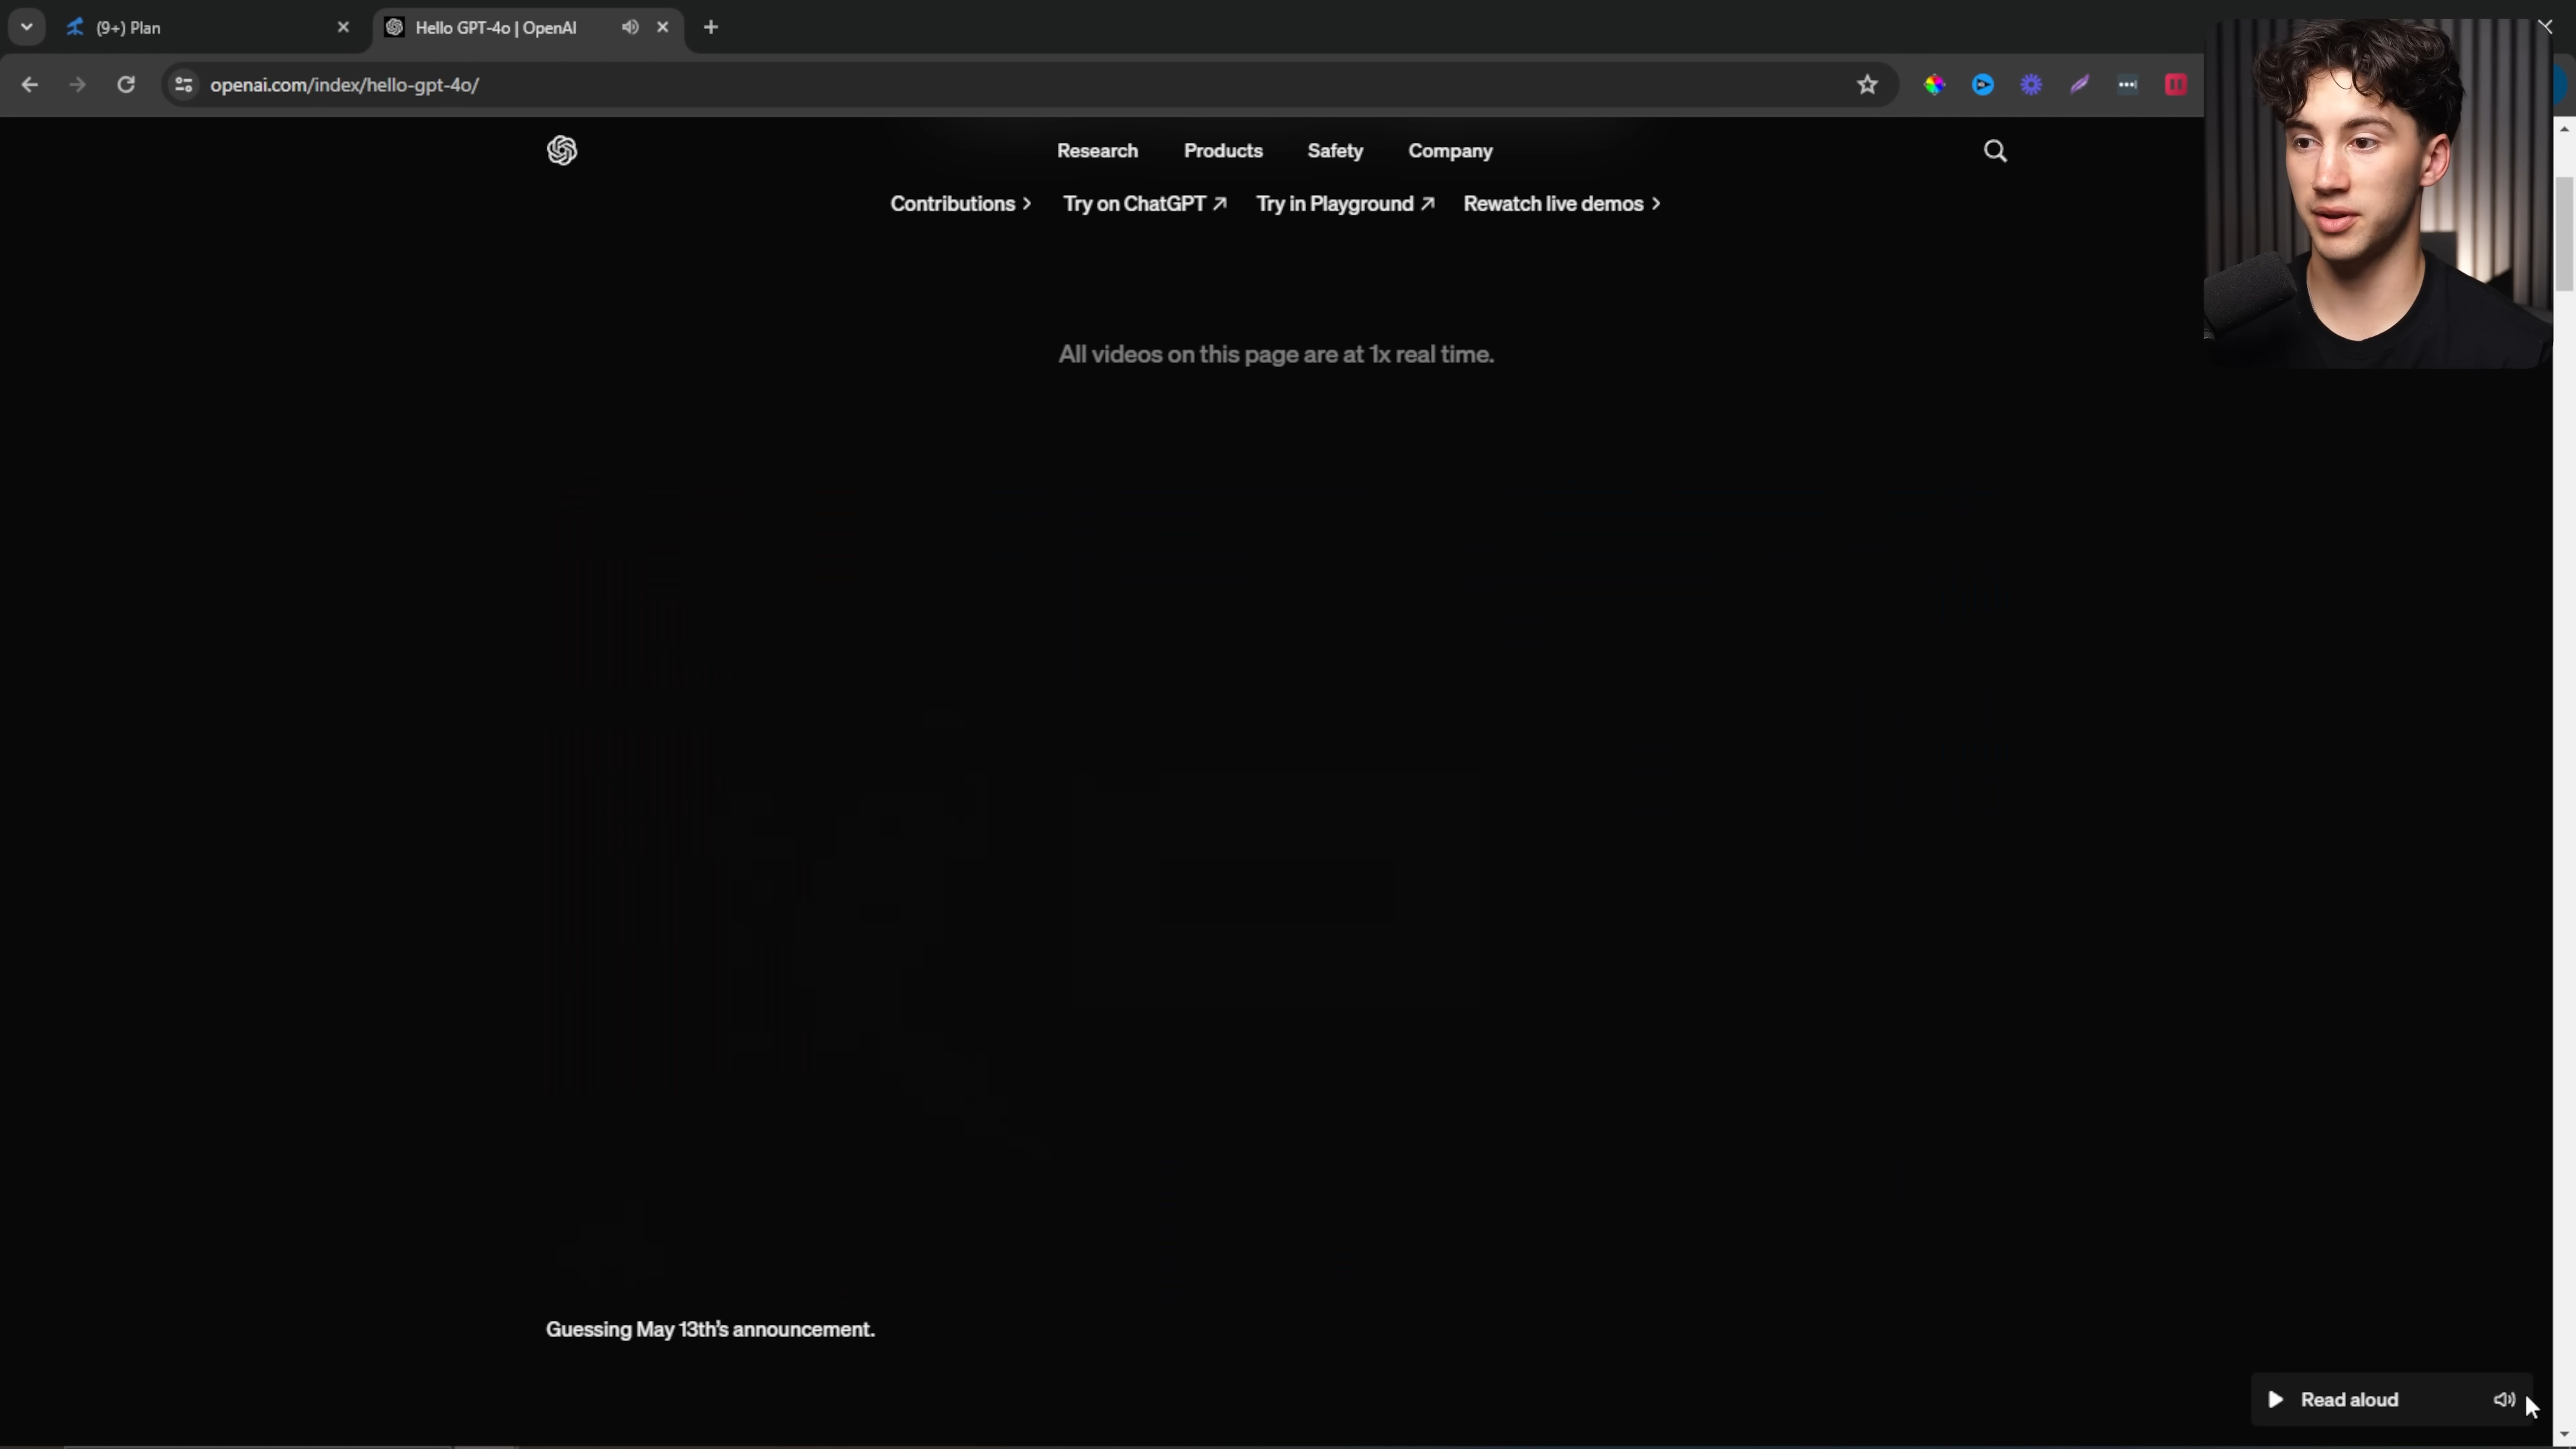 (9+) Plan
Hello GPT-4o | OpenAI
openai.com/index/hello-gpt-4o/
Research Products Safety Company
Contributions Try on ChatGPT Try in Playground Rewatch live demos
All videos on this page are at 1x real time.
Guessing May 13th's announcement.
Read aloud